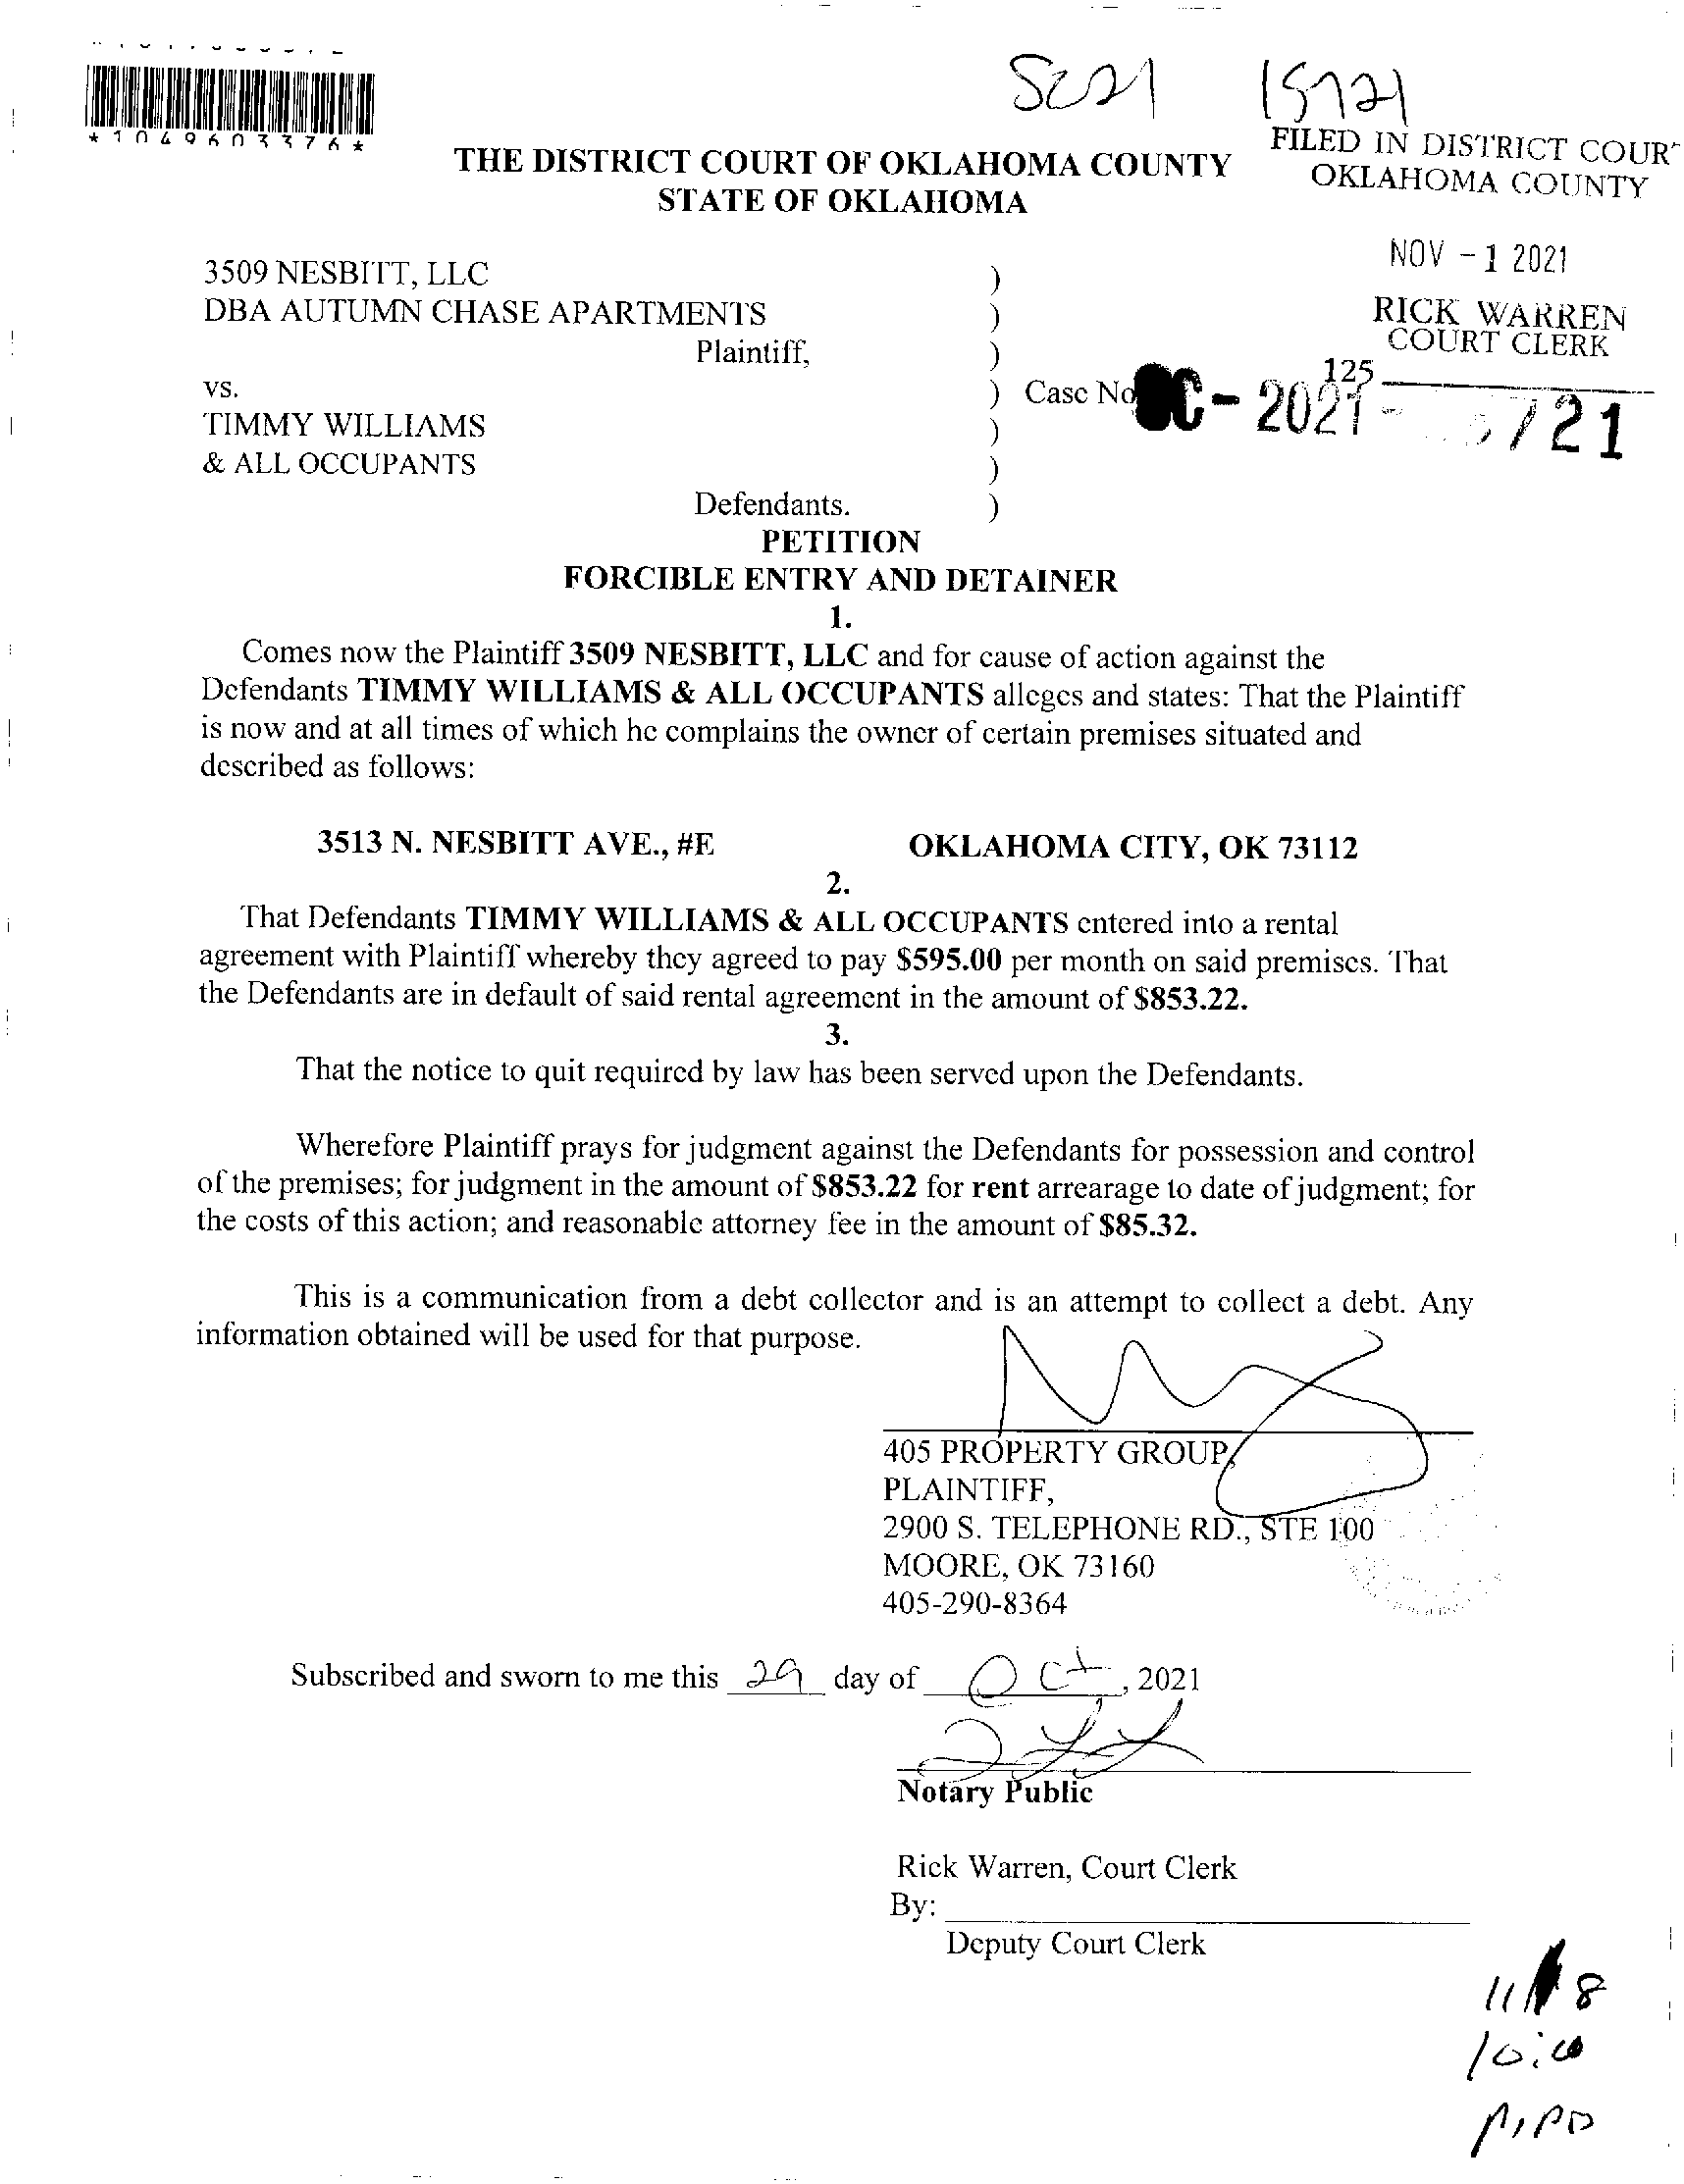 SC21 15721
*1049603376*
FILED IN DISTRICT COUR
OKLAHOMA COUNTY
THE DISTRICT COURT OF OKLAHOMA COUNTY
STATE OF OKLAHOMA
NOV - 1 2021
RICK WARREN
COURT CLERK
125
3509 NESBITT, LLC )
DBA AUTUMN CHASE APARTMENTS )
Plaintiff, )
vs. ) Case No C - 2021 - 721
TIMMY WILLIAMS )
& ALL OCCUPANTS )
Defendants. )
PETITION
FORCIBLE ENTRY AND DETAINER
1.
Comes now the Plaintiff 3509 NESBITT, LLC and for cause of action against the
Defendants TIMMY WILLIAMS & ALL OCCUPANTS alleges and states: That the Plaintiff
is now and at all times of which he complains the owner of certain premises situated and
described as follows:
3513 N. NESBITT AVE., #E OKLAHOMA CITY, OK 73112
2.
That Defendants TIMMY WILLIAMS & ALL OCCUPANTS entered into a rental
agreement with Plaintiff whereby they agreed to pay $595.00 per month on said premises. That
the Defendants are in default of said rental agreement in the amount of $853.22.
3.
That the notice to quit required by law has been served upon the Defendants.
Wherefore Plaintiff prays for judgment against the Defendants for possession and control
of the premises; for judgment in the amount of $853.22 for rent arrearage to date of judgment; for
the costs of this action; and reasonable attorney fee in the amount of $85.32.
This is a communication from a debt collector and is an attempt to collect a debt. Any
information obtained will be used for that purpose.
405 PROPERTY GROUP,
PLAINTIFF,
2900 S. TELEPHONE RD., STE 100
MOORE, OK 73160
405-290-8364
Subscribed and sworn to me this 29 day of Oct, 2021
Notary Public
Rick Warren, Court Clerk
By:
Deputy Court Clerk